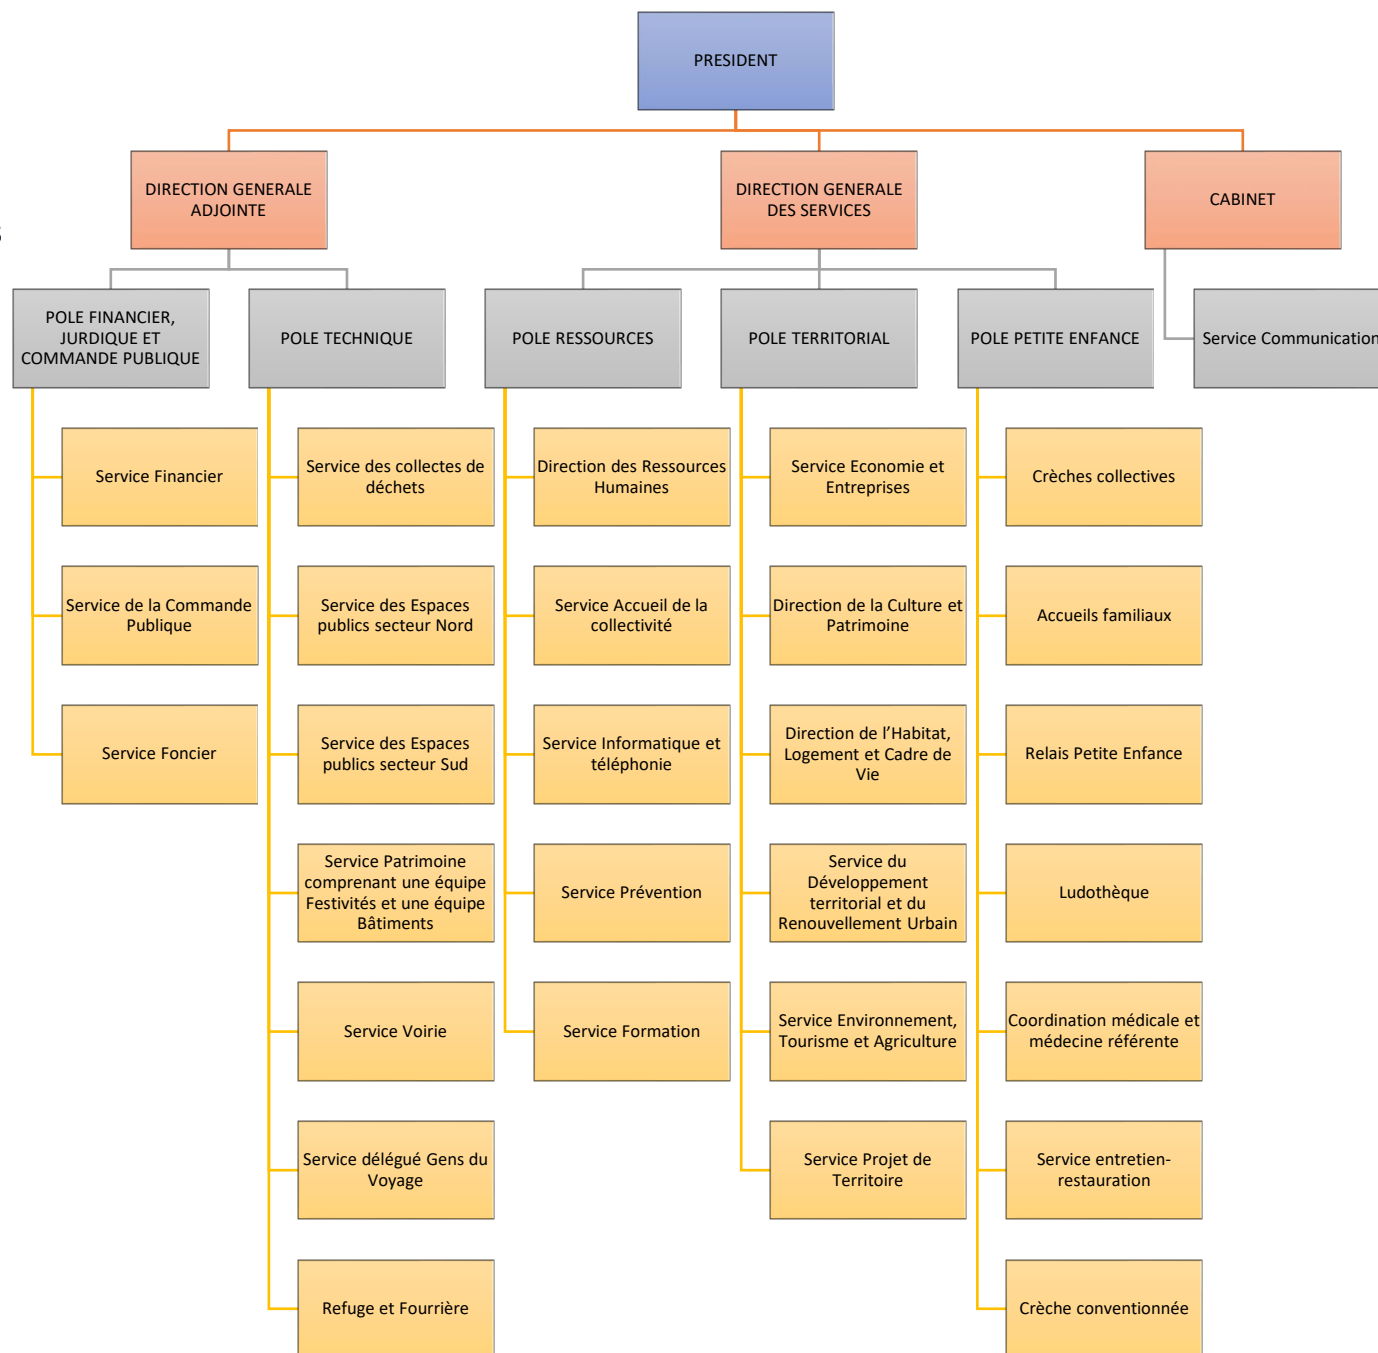 PRESIDENT
DIRECTION GENERALE
ADJOINTE
DIRECTION GENERALE
DES SERVICES
CABINET
POLE FINANCIER,
JURDIQUE ET
COMMANDE PUBLIQUE
POLE TECHNIQUE
POLE RESSOURCES
POLE TERRITORIAL
POLE PETITE ENFANCE
Service Communication
Service Financier
Service de la Commande
Publique
Service Foncier
Service des collectes de
déchets
Service des Espaces
publics secteur Nord
Service des Espaces
publics secteur Sud
Service Patrimoine
comprenant une équipe
Festivités et une équipe
Bâtiments
Service Voirie
Service délégué Gens du
Voyage
Refuge et Fourrière
Direction des Ressources
Humaines
Service Accueil de la
collectivité
Service Informatique et
téléphonie
Service Prévention
Service Formation
Service Economie et
Entreprises
Direction de la Culture et
Patrimoine
Direction de l’Habitat,
Logement et Cadre de
Vie
Service du
Développement
territorial et du
Renouvellement Urbain
Service Environnement,
Tourisme et Agriculture
Service Projet de
Territoire
Crèches collectives
Accueils familiaux
Relais Petite Enfance
Ludothèque
Coordination médicale et
médecine référente
Service entretien-
restauration
Crèche conventionnée